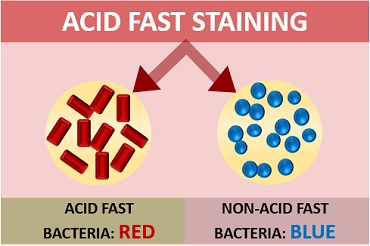 ACID FAST STAINING
ACID FAST
BACTERIA: RED
NON-ACID FAST
BACTERIA: BLUE